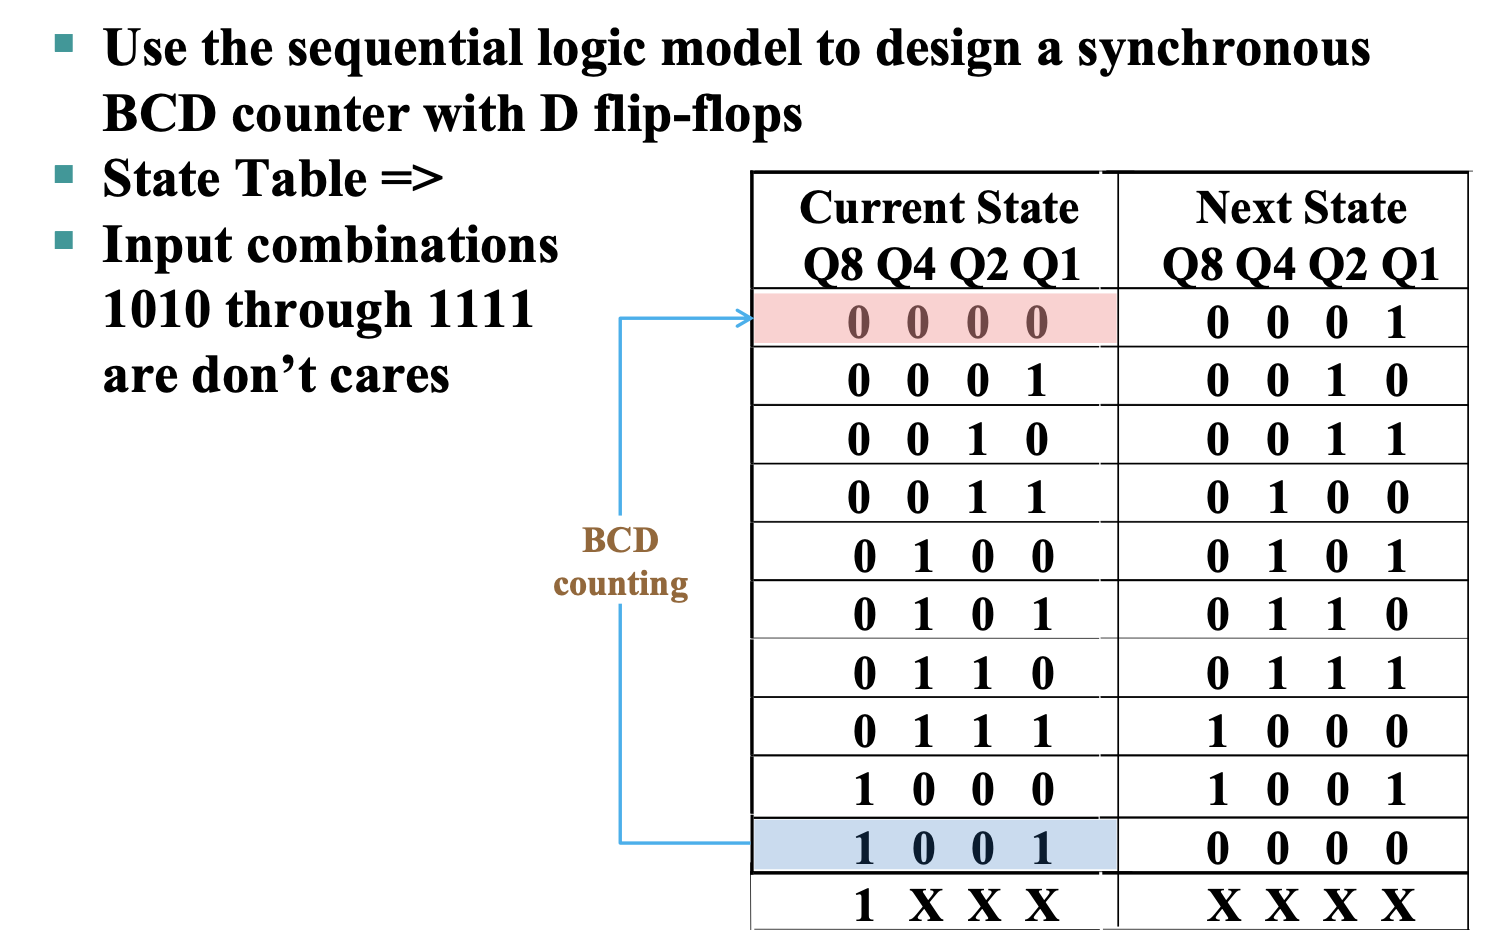 Use the sequential logic model to design a synchronous
BCD counter with D flip-flops
State Table =>
Input combinations
1010 through 1111
are don’t cares
BCD
counting
Current State Next State
Q8 Q4 Q2 Q1 Q8 Q4 Q2 Q1
0 0 0 0 0 0 0 1
0 0 0 1 0 0 1 0
0 0 1 0 0 0 1 1
0 0 1 1 0 1 0 0
0 1 0 0 0 1 0 1
0 1 0 1 0 1 1 0
0 1 1 0 0 1 1 1
0 1 1 1 1 0 0 0
1 0 0 0 1 0 0 1
1 0 0 1 0 0 0 0
1 X X X X X X X